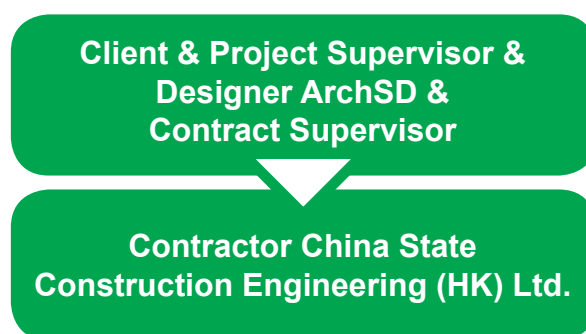 Client & Project Supervisor &
Designer ArchSD &
Contract Supervisor
Contractor China State
Construction Engineering (HK) Ltd.